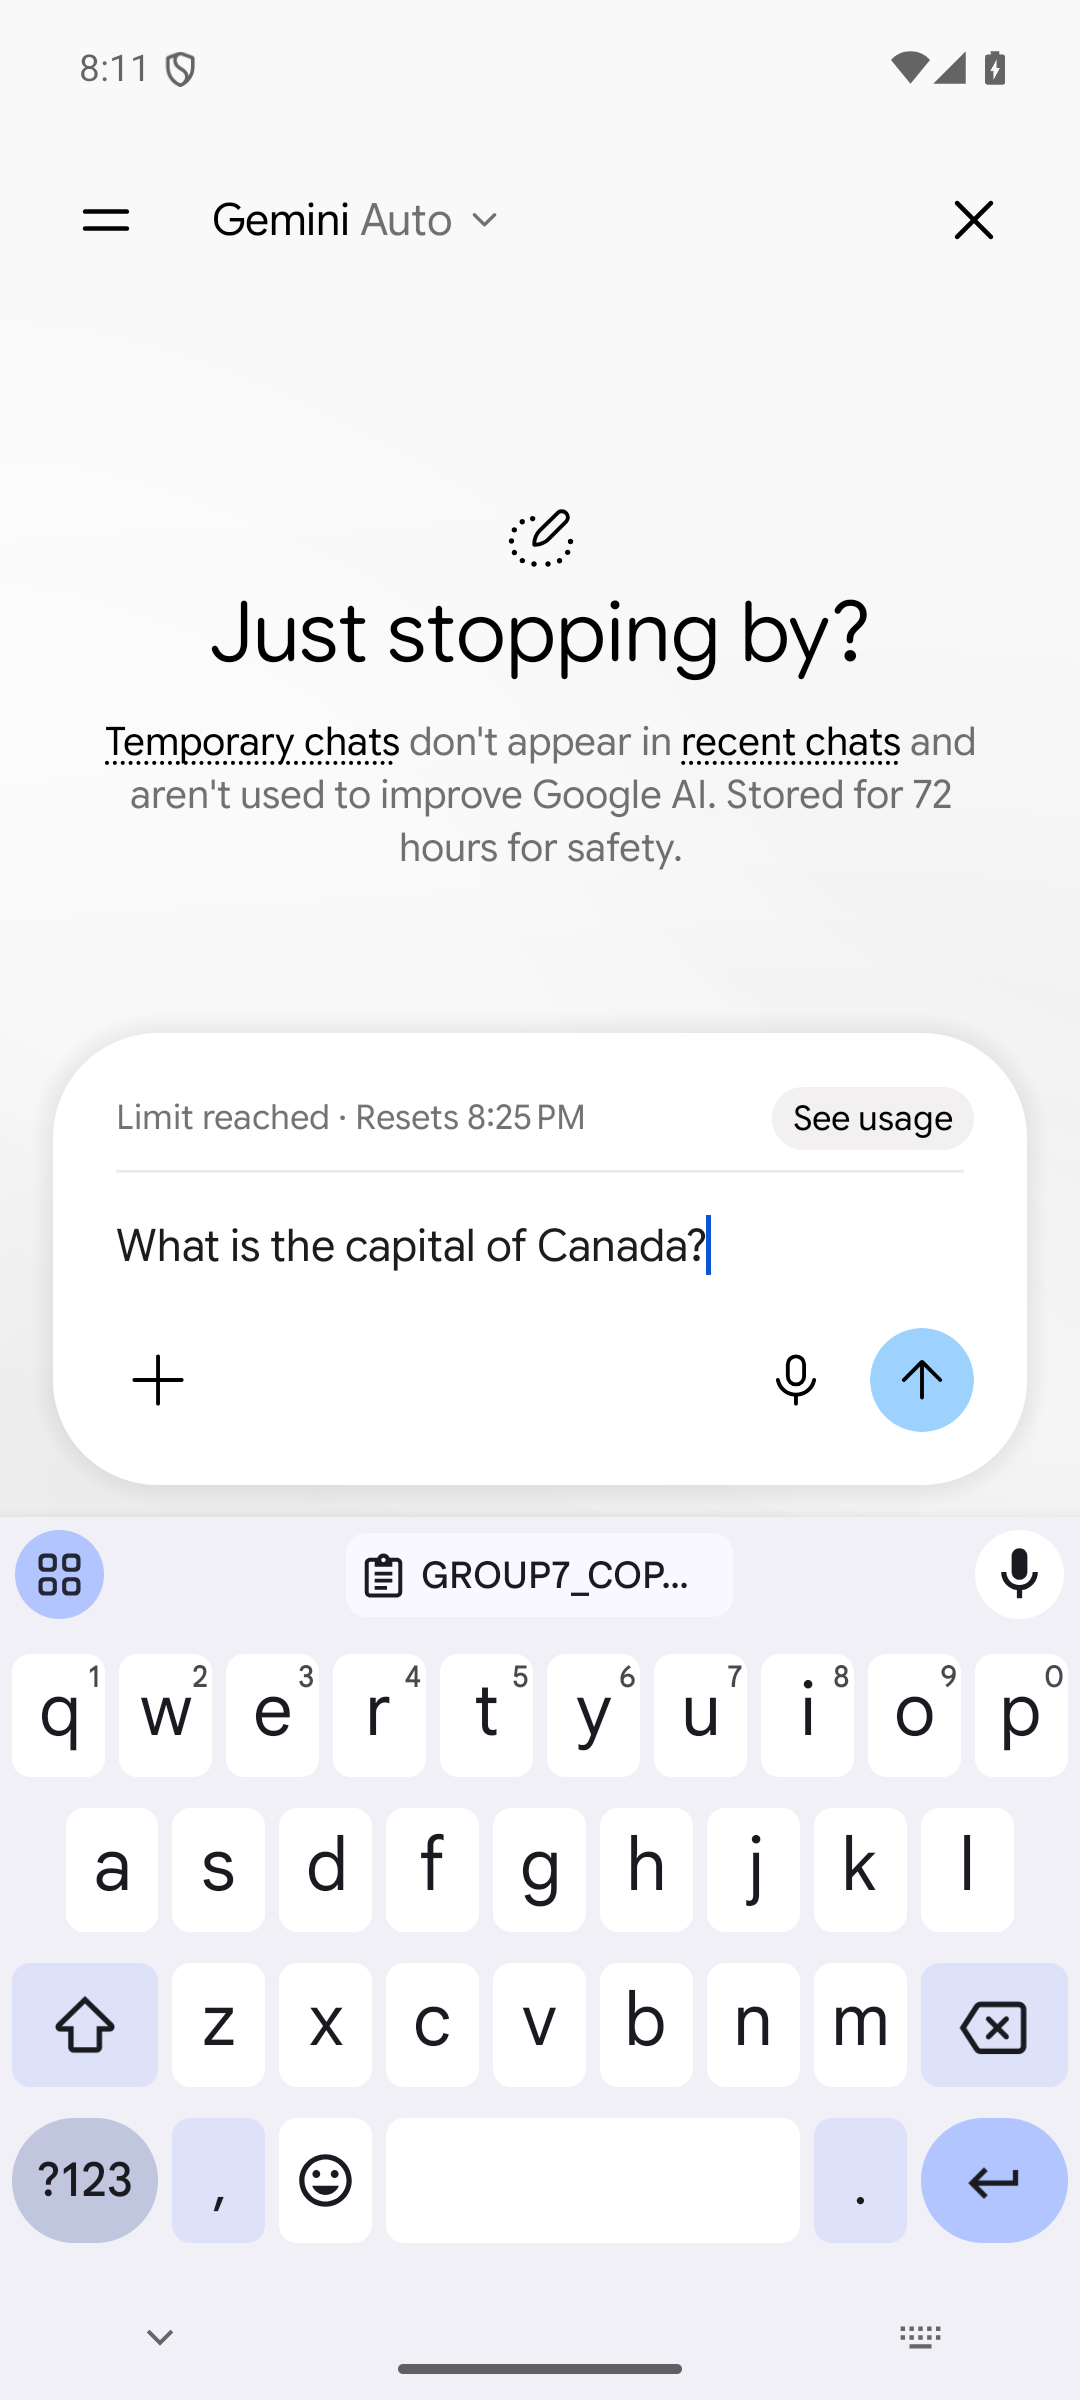 8:11
Gemini Auto
Just stopping by?
Temporary chats don't appear in recent chats and
aren't used to improve Google AI. Stored for 72
hours for safety.
Limit reached · Resets 8:25 PM
See usage
What is the capital of Canada?
GROUP7_COP...
q 1 w 2 e 3 r 4 t 5 y 6 u 7 i 8 o 9 p 0
a s d f g h j k l
z x c v b n m
?123 , .